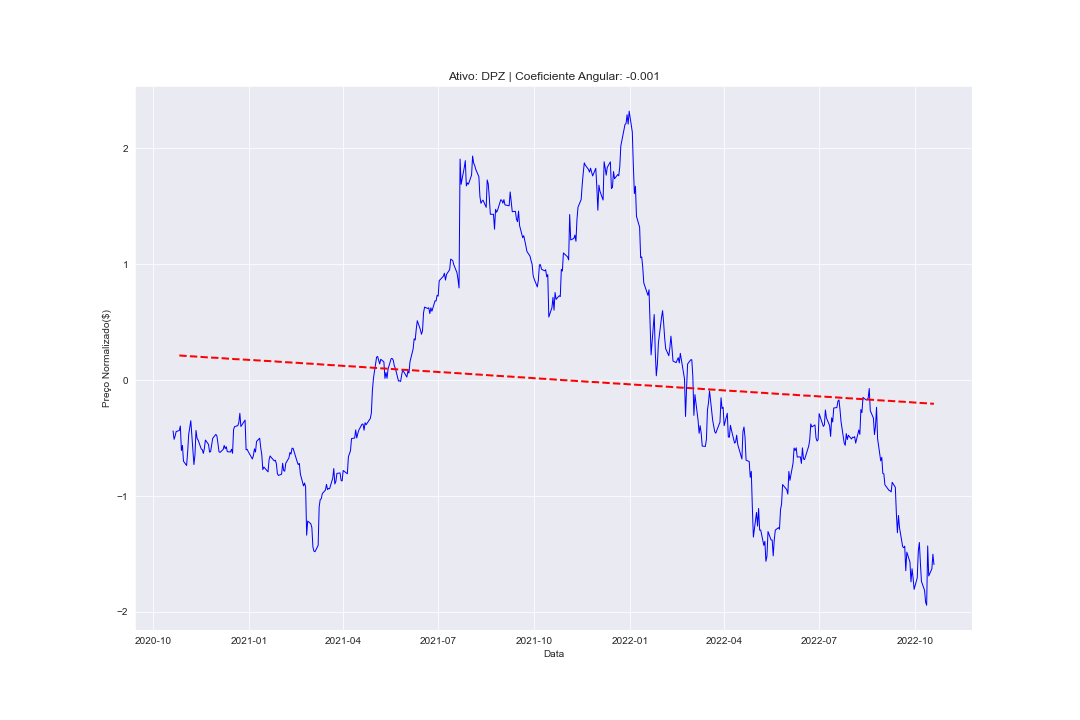 Ativo: DPZ | Coeficiente Angular: -0.001
Preço Normalizado($)
2
1
0
−1
−2
2020-10 2021-01 2021-04 2021-07 2021-10 2022-01 2022-04 2022-07 2022-10
Data